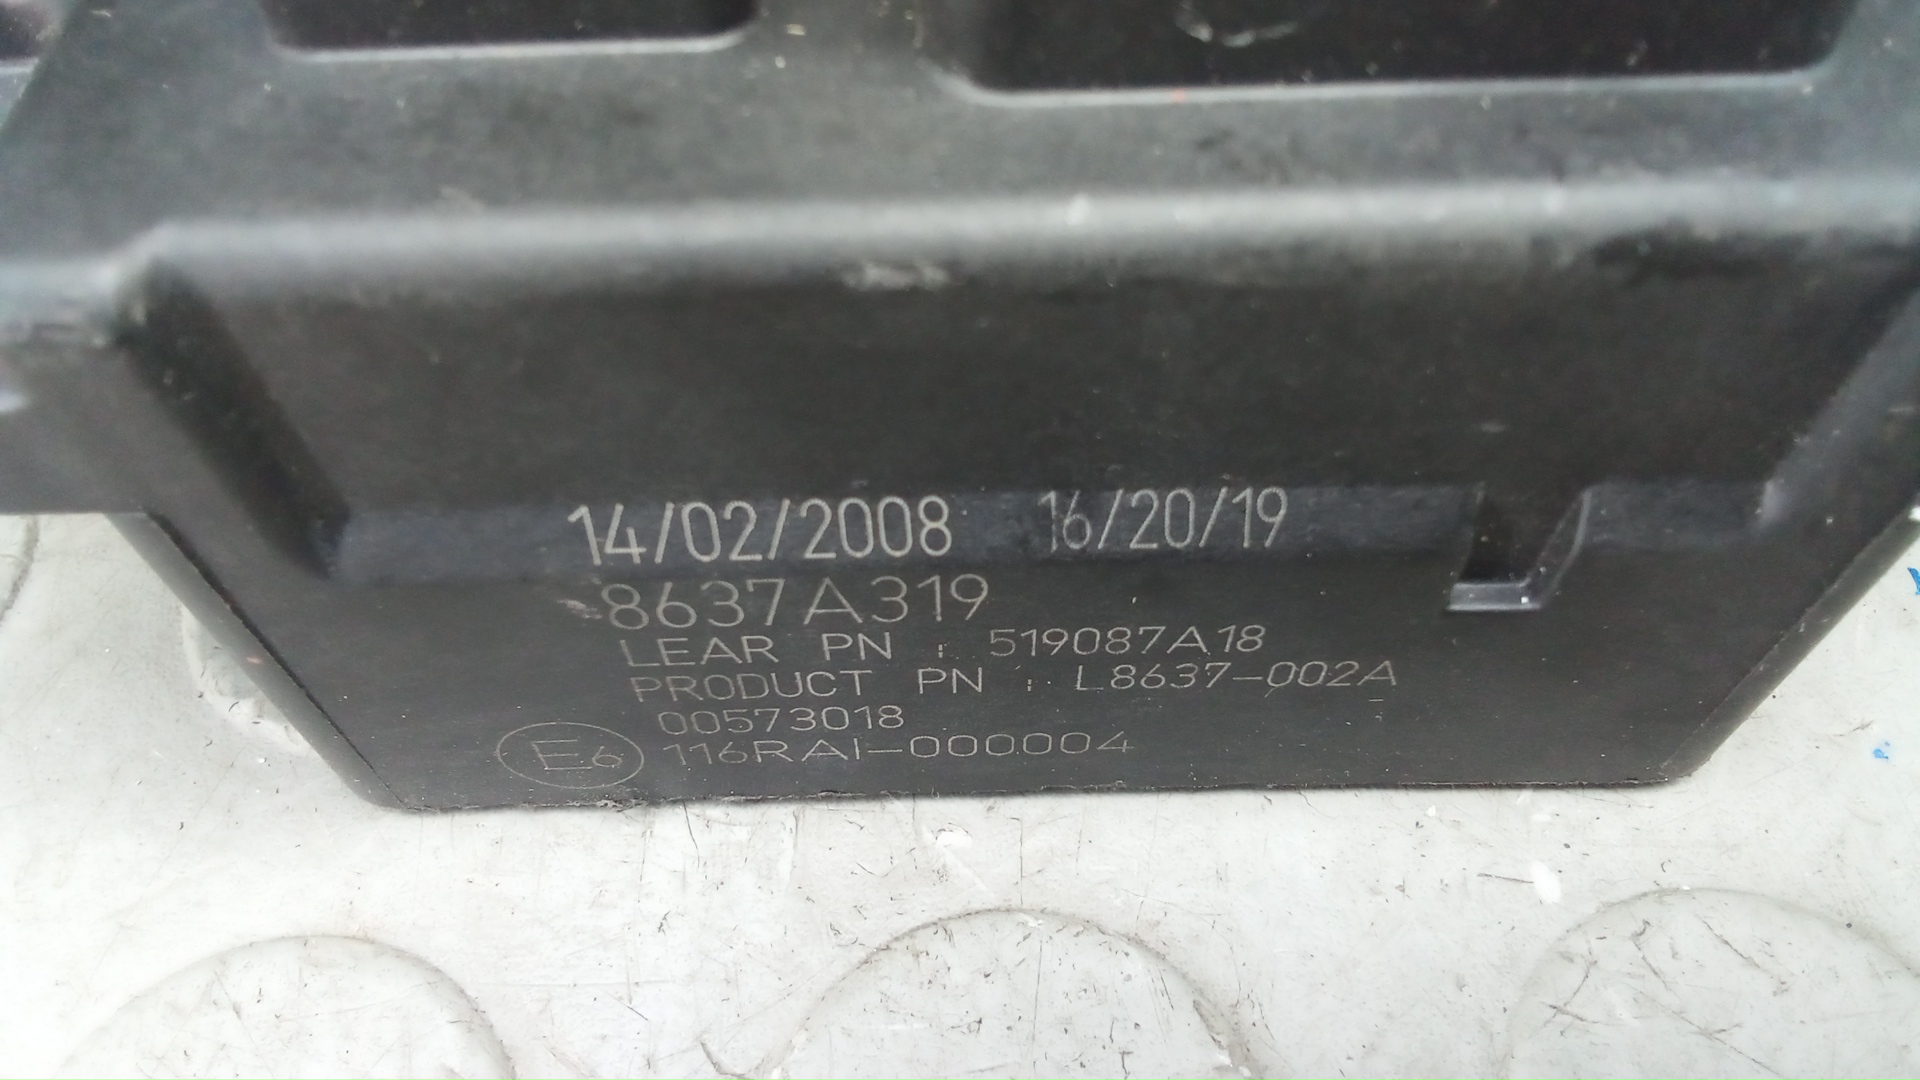 14/02/2008 16/20/19
8637A319
LEAR PN : 519087A18
PRODUCT PN : L8637-002A
00573018
E6 116RAI-000004